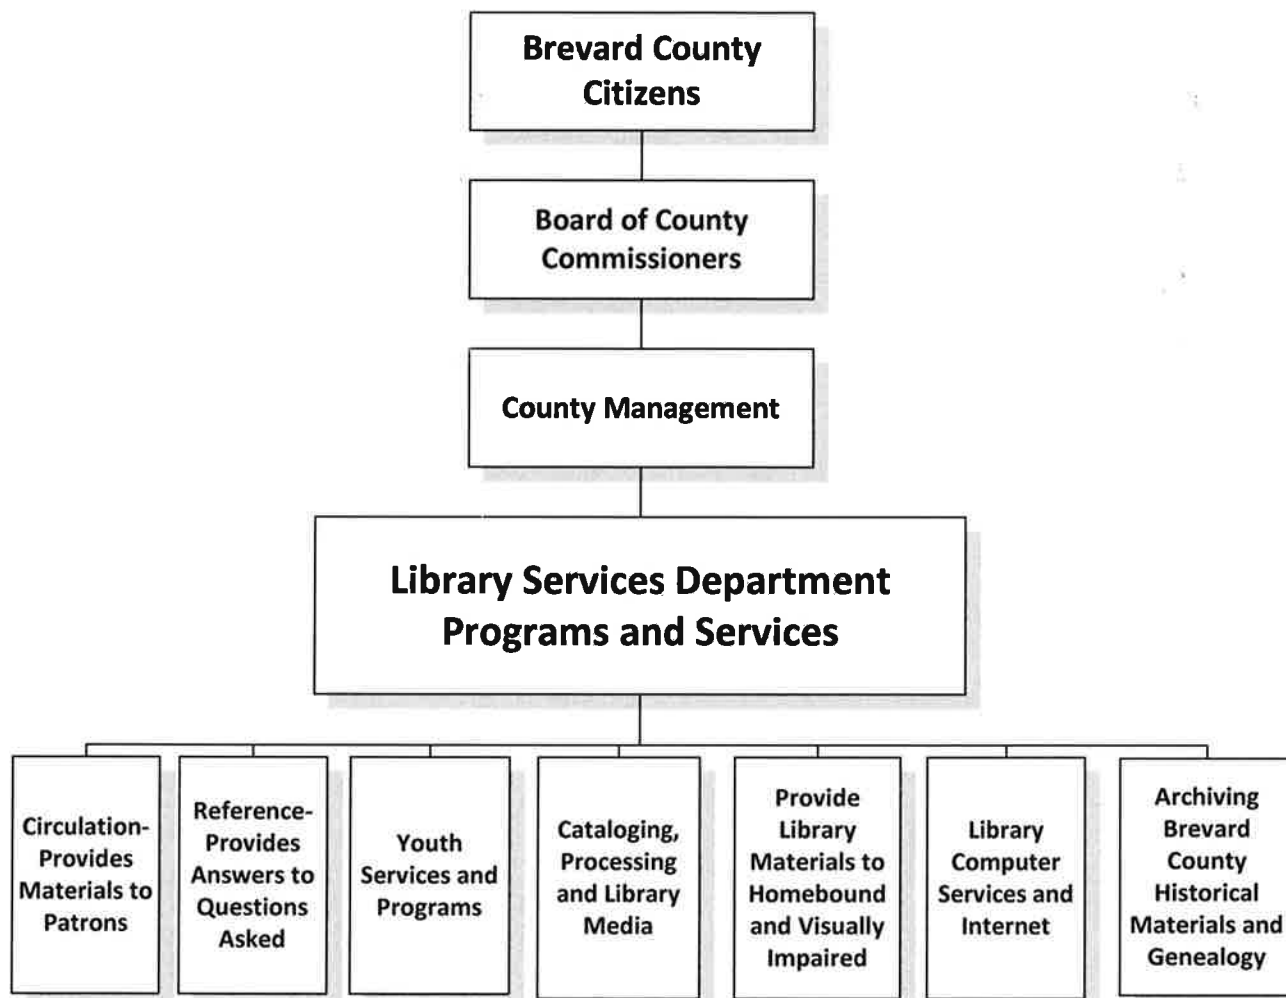 Brevard County
Citizens
Board of County
Commissioners
County Management
Library Services Department
Programs and Services
Circulation-
Provides
Materials to
Patrons
Reference-
Provides
Answers to
Questions
Asked
Youth
Services and
Programs
Cataloging,
Processing
and Library
Media
Provide
Library
Materials to
Homebound
and Visually
Impaired
Library
Computer
Services and
Internet
Archiving
Brevard
County
Historical
Materials and
Genealogy